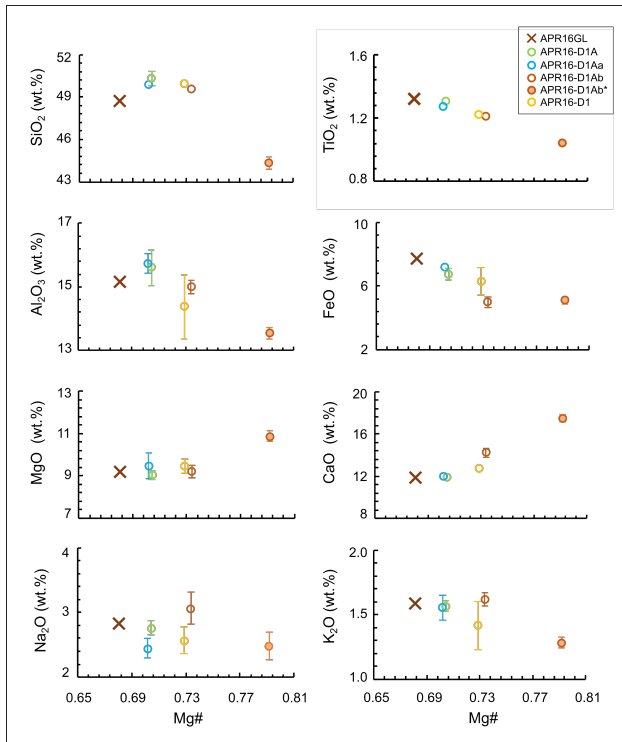 APR16GL
APR16-D1A
APR16-D1Aa
APR16-D1Ab
APR16-D1Ab*
APR16-D1
SiO₂ (wt.%)
52
49
46
43
TiO₂ (wt.%)
1.6
1.2
0.8
Al₂O₃ (wt.%)
17
15
13
FeO (wt.%)
10
6
2
MgO (wt.%)
13
11
9
7
CaO (wt.%)
20
16
12
8
Na₂O (wt.%)
4
3
2
K₂O (wt.%)
2.0
1.5
1.0
0.65 0.69 0.73 0.77 0.81
Mg#
0.65 0.69 0.73 0.77 0.81
Mg#